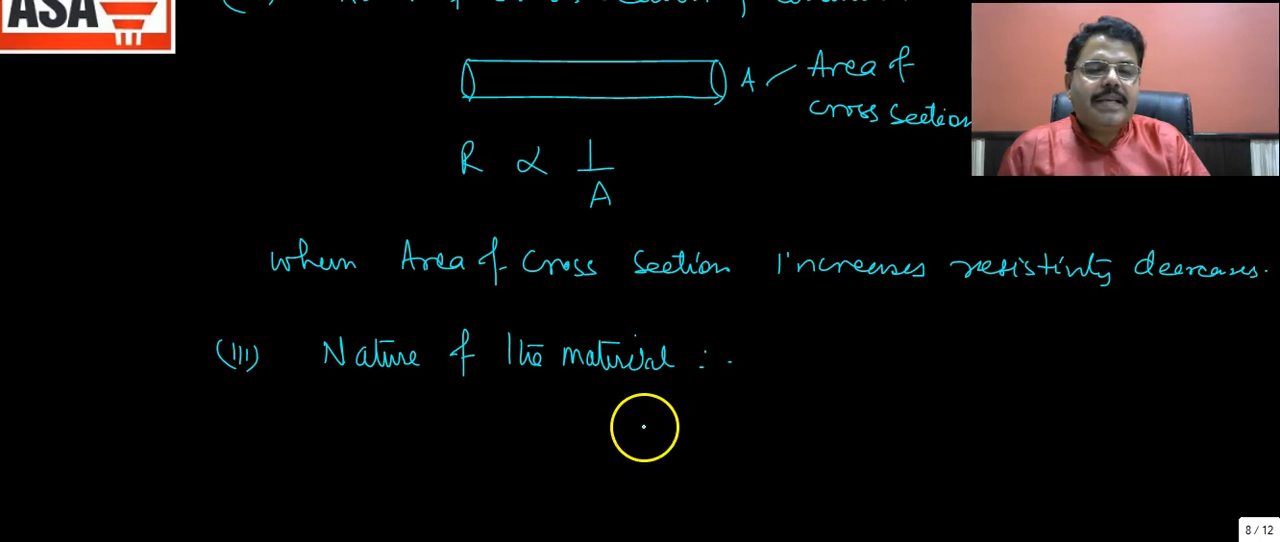 ASA
A Area of
cross section
R ∝ 1/A
when Area of cross section increases resistivity decreases.
(III) Nature of the material :-
8 / 12